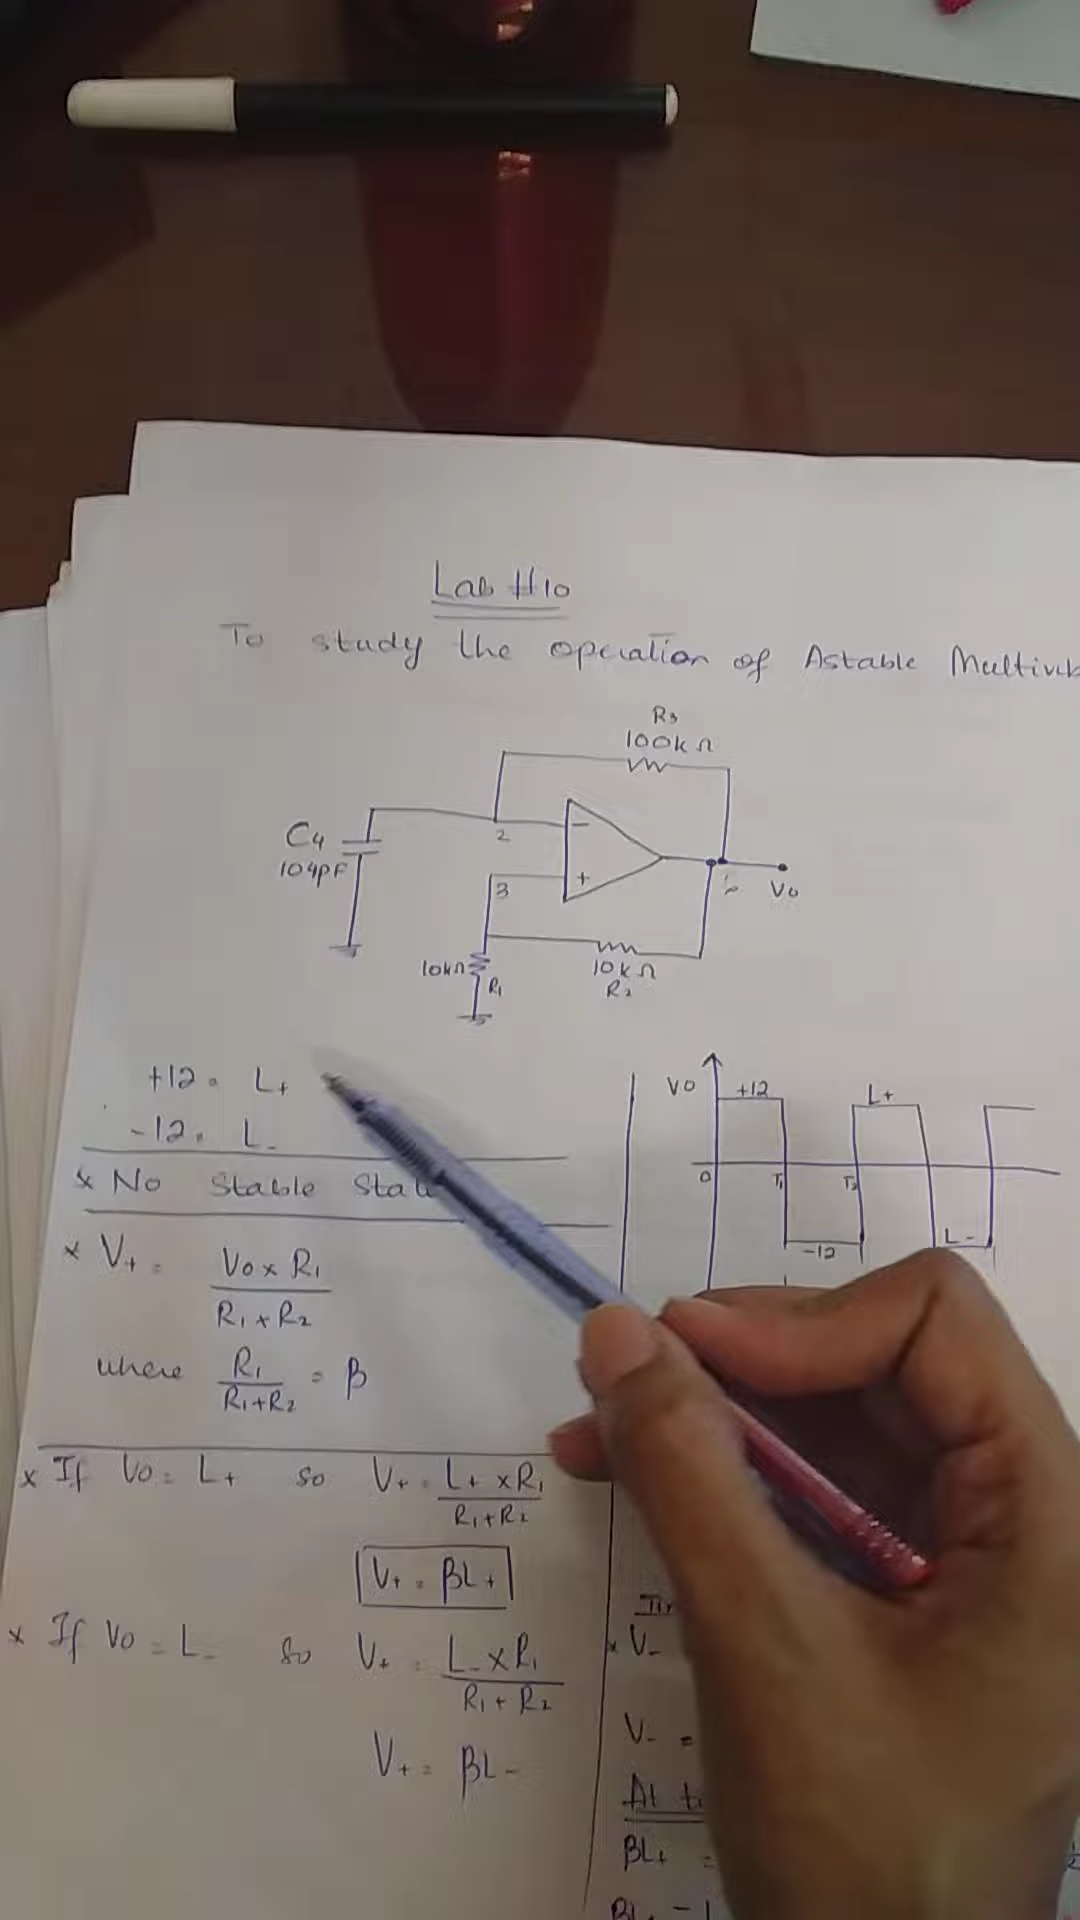 Lab #10
To study the operation of Astable
R3
100kΩ
C4
104pF
2
-
3
+
Vo
10kΩ
R1
10kΩ
R2
+12 = L+
-12 = L-
* No Stable
* V+ = Vo x R1
R1 + R2
where R1 = β
R1+R2
* If Vo = L+ so V+ = L+ x R1
R1+R2
V+ = βL+
* If Vo = L- so V+ = L- x R1
R1 + R2
V+ = βL-
Vo
+12
L+
0
T1
T2
-12
L-
* V-
V- =
At
βL+ =